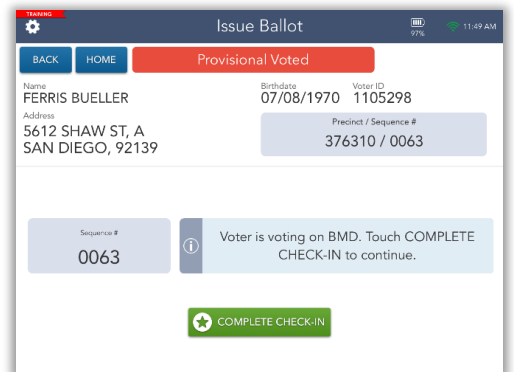 TRAINING
Issue Ballot
97%
11:49 AM
BACK
HOME
Provisional Voted
Name
FERRIS BUELLER
Birthdate
07/08/1970
Voter ID
1105298
Address
5612 SHAW ST, A
SAN DIEGO, 92139
Precinct / Sequence #
376310 / 0063
Sequence #
0063
Voter is voting on BMD. Touch COMPLETE
CHECK-IN to continue.
COMPLETE CHECK-IN